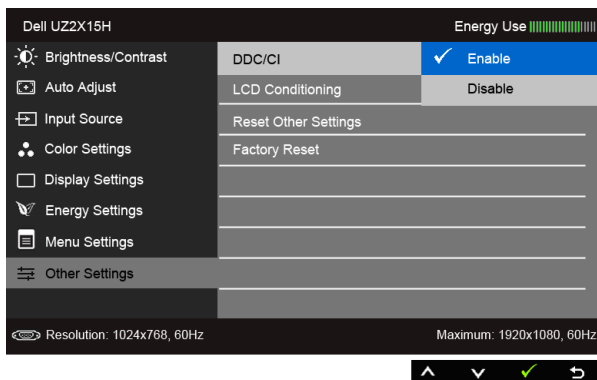 Dell UZ2X15H
Energy Use
Brightness/Contrast
DDC/CI
Enable
Auto Adjust
LCD Conditioning
Disable
Input Source
Reset Other Settings
Color Settings
Factory Reset
Display Settings
Energy Settings
Menu Settings
Other Settings
Resolution: 1024x768, 60Hz
Maximum: 1920x1080, 60Hz